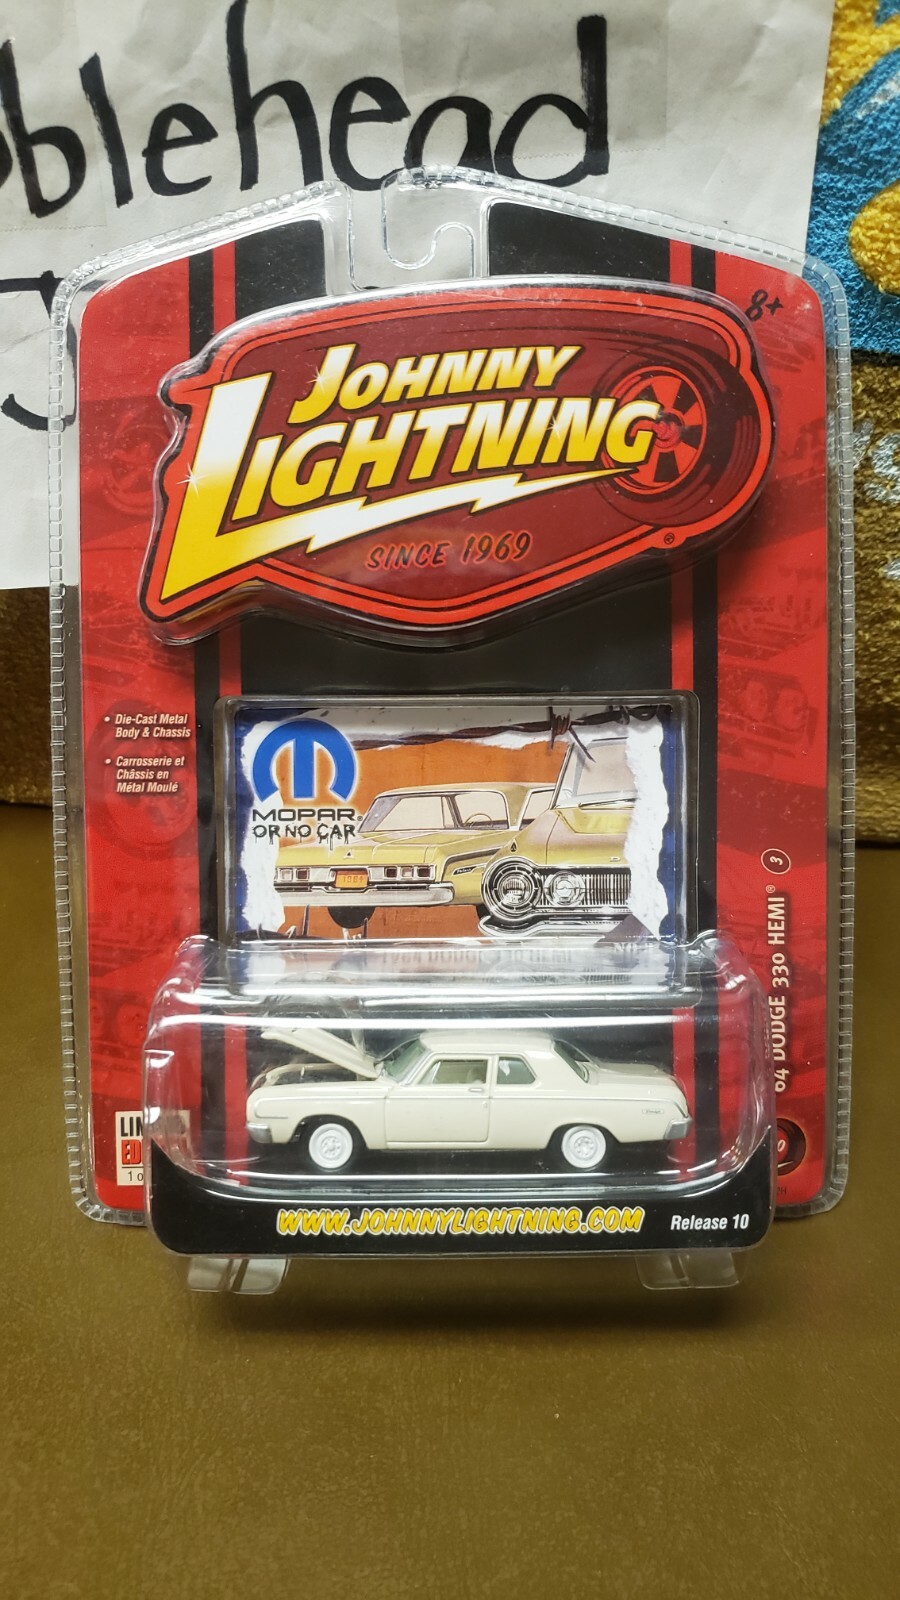 blehead
8+
JOHNNY
LIGHTNING
SINCE 1969
®
• Die-Cast Metal
Body & Chassis
• Carrosserie et
Châssis en
Métal Moulé
MOPAR®
OR NO CAR
64 DODGE 330 HEMI® 3
WWW.JOHNNYLIGHTNING.COM
Release 10